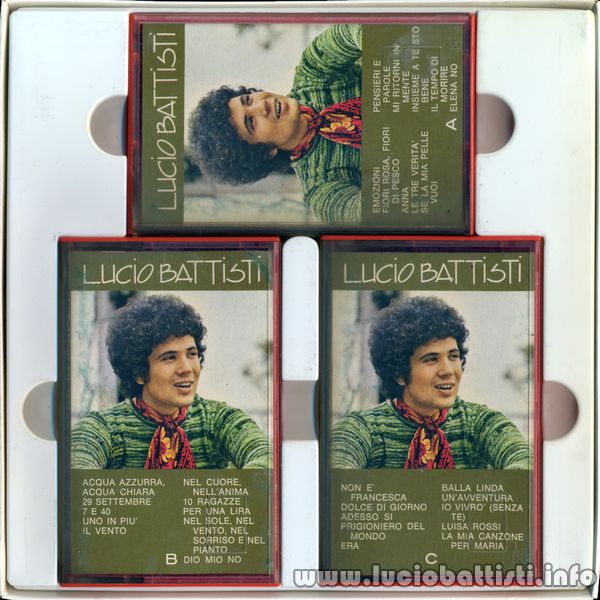 LUCIO BATTISTI
EMOZIONI
FIORI ROSA, FIORI
DI PESCO
ANNA
LE TRE VERITA'
SE LA MIA PELLE
VUOI
PENSIERI E
PAROLE
MI RITORNI IN
MENTE
INSIEME A TE STO
BENE
IL TEMPO DI
MORIRE
ELENA NO
A
LUCIO BATTISTI
ACQUA AZZURRA,
ACQUA CHIARA
29 SETTEMBRE
7 E 40
UNO IN PIU'
IL VENTO
NEL CUORE,
NELL'ANIMA
10 RAGAZZE
PER UNA LIRA
NEL SOLE, NEL
VENTO, NEL
SORRISO E NEL
PIANTO
DIO MIO NO
B
LUCIO BATTISTI
NON E'
FRANCESCA
DOLCE DI GIORNO
ADESSO SI
PRIGIONIERO DEL
MONDO
ERA
BALLA LINDA
UN'AVVENTURA
IO VIVRO' (SENZA
TE)
LUISA ROSSI
LA MIA CANZONE
PER MARIA
C
www.luciobattisti.info